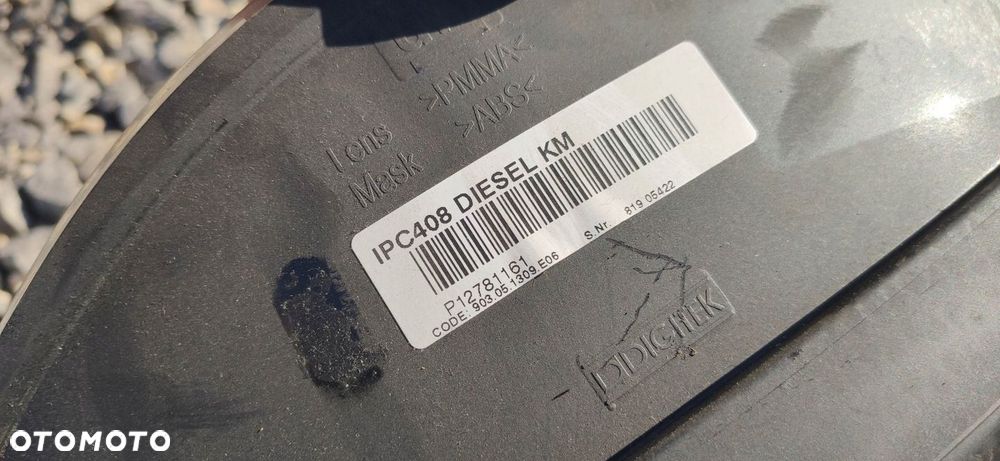 >PMMA<
>ABS<
Lens
Mask
IPC408 DIESEL KM
P12781161
CODE: 903.05.1309.E06 S.Nr. 819 05422
DIGITEK
OTOMOTO